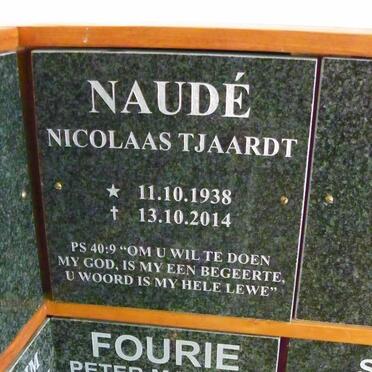 NAUDÉ
NICOLAAS TJAARDT
★ 11.10.1938
✝ 13.10.2014
PS 40:9 “OM U WIL TE DOEN
MY GOD, IS MY EEN BEGEERTE,
U WOORD IS MY HELE LEWE”
FOURIE
PETER